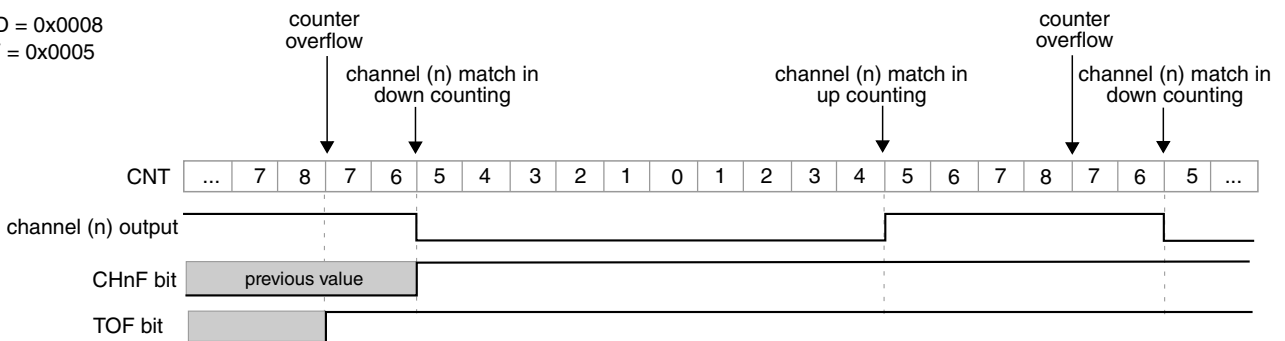 = 0x0008
= 0x0005
counter
overflow
channel (n) match in
down counting
channel (n) match in
up counting
counter
overflow
channel (n) match in
down counting
CNT ... 7 8 7 6 5 4 3 2 1 0 1 2 3 4 5 6 7 8 7 6 5 ...
channel (n) output
CHnF bit previous value
TOF bit